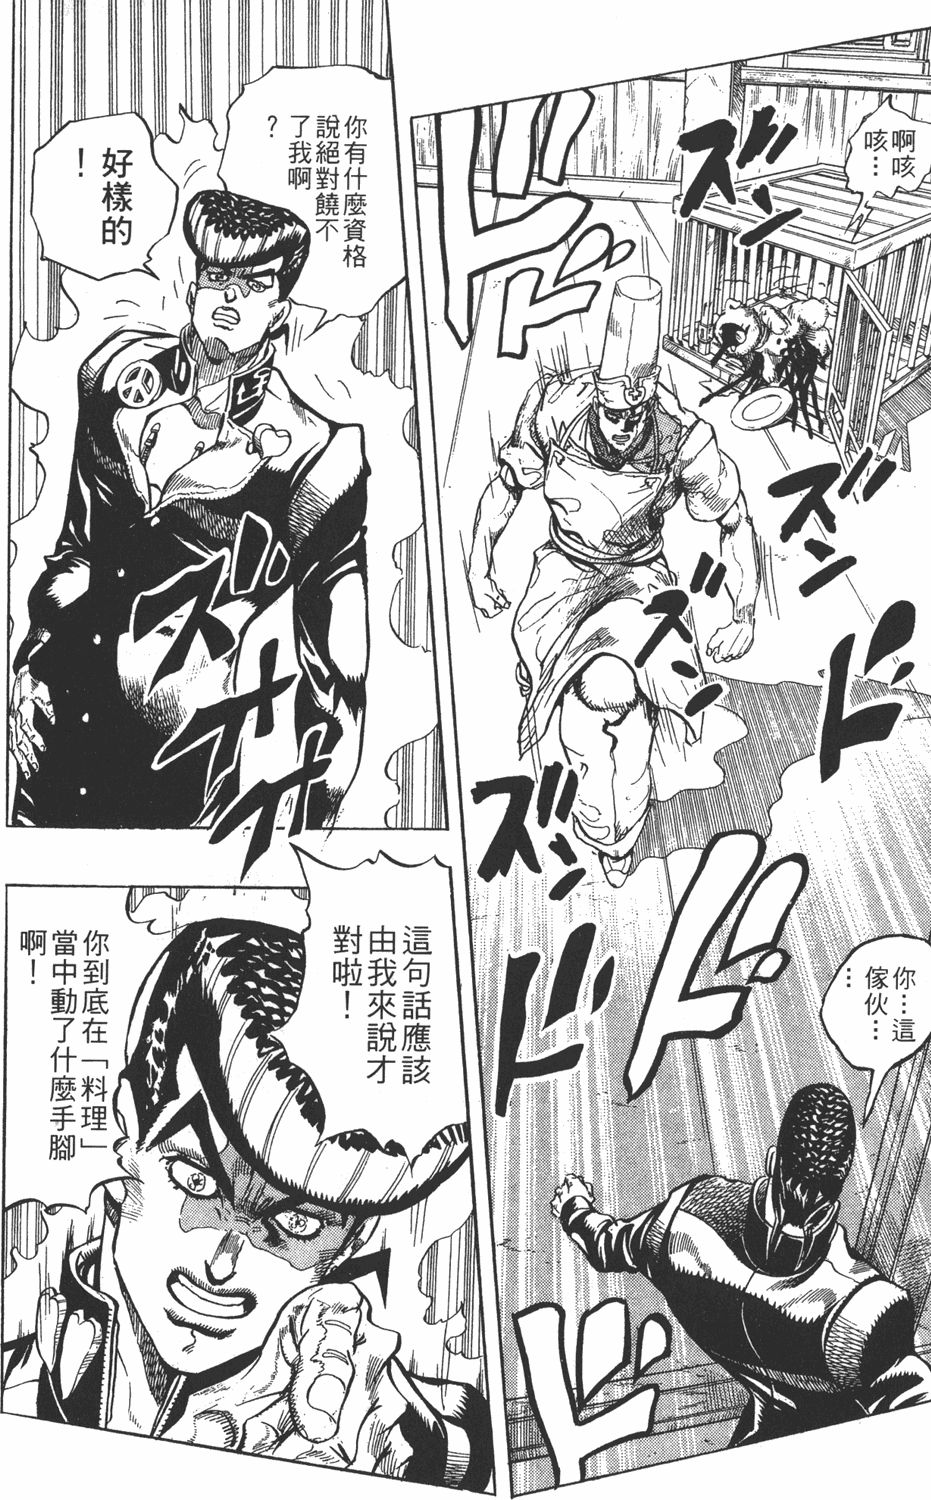 啊咳
咳…
ズン
ドド
ズン
ズン
ズン
ド
ドド
你…這
傢伙…
…
ド
你有什麼資格
說絕對饒不
了我啊
？
好樣的
！
ズオオ
這句話應該
由我來說才
對啦！
你到底在「料理」
當中動了什麼手腳
啊！